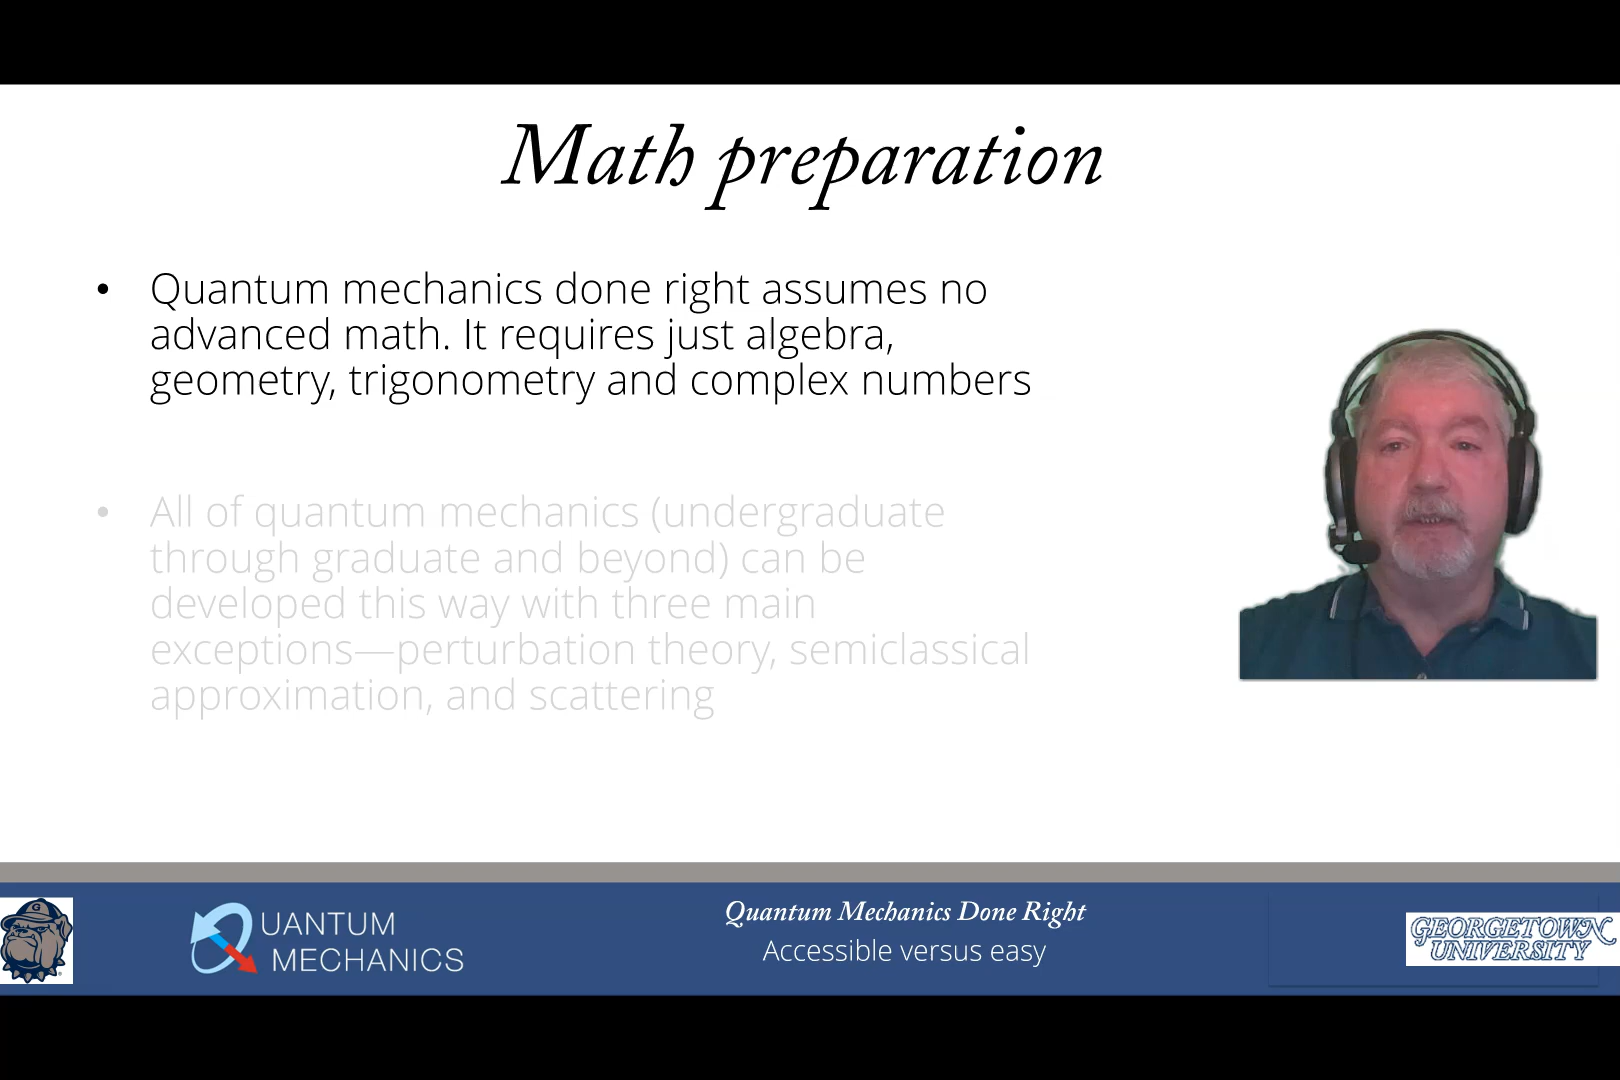 Math preparation
• Quantum mechanics done right assumes no
advanced math. It requires just algebra,
geometry, trigonometry and complex numbers
• All of quantum mechanics (undergraduate
through graduate and beyond) can be
developed this way with three main
exceptions—perturbation theory, semiclassical
approximation, and scattering
G
QUANTUM
MECHANICS
Quantum Mechanics Done Right
Accessible versus easy
GEORGETOWN
UNIVERSITY